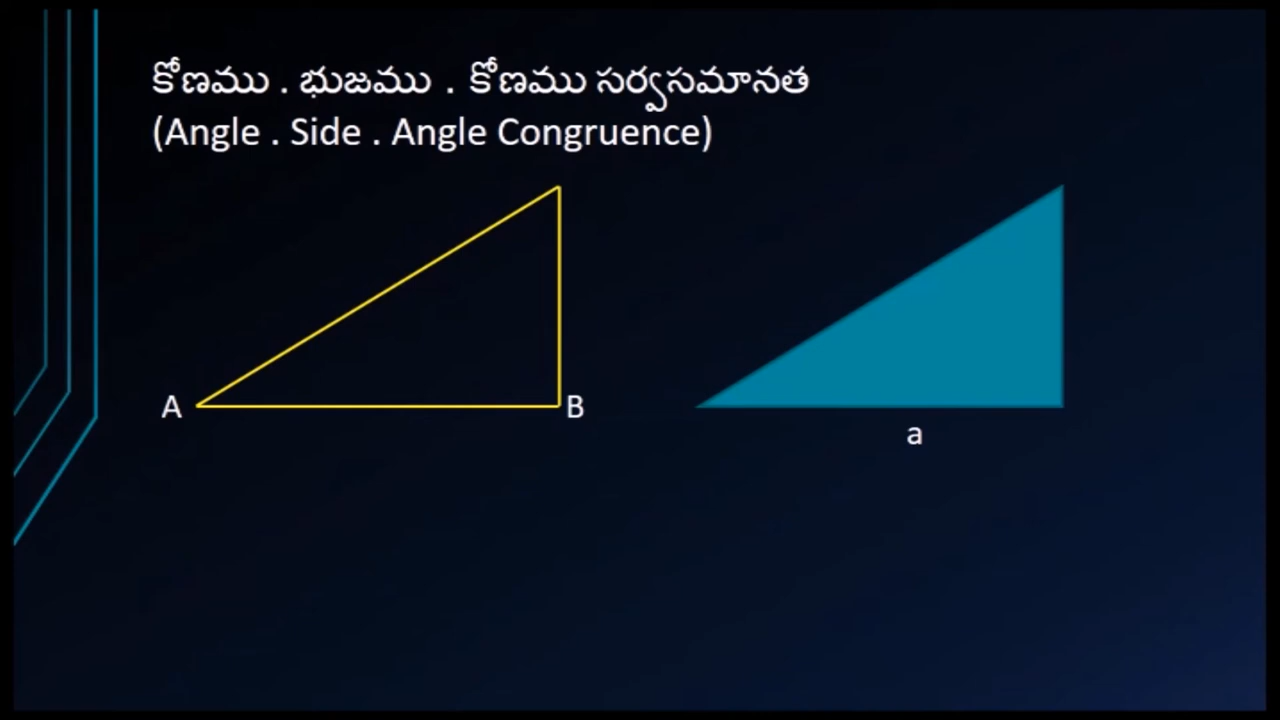 కోణము . భుజము . కోణము సర్వసమానత
(Angle . Side . Angle Congruence)
A
B
a